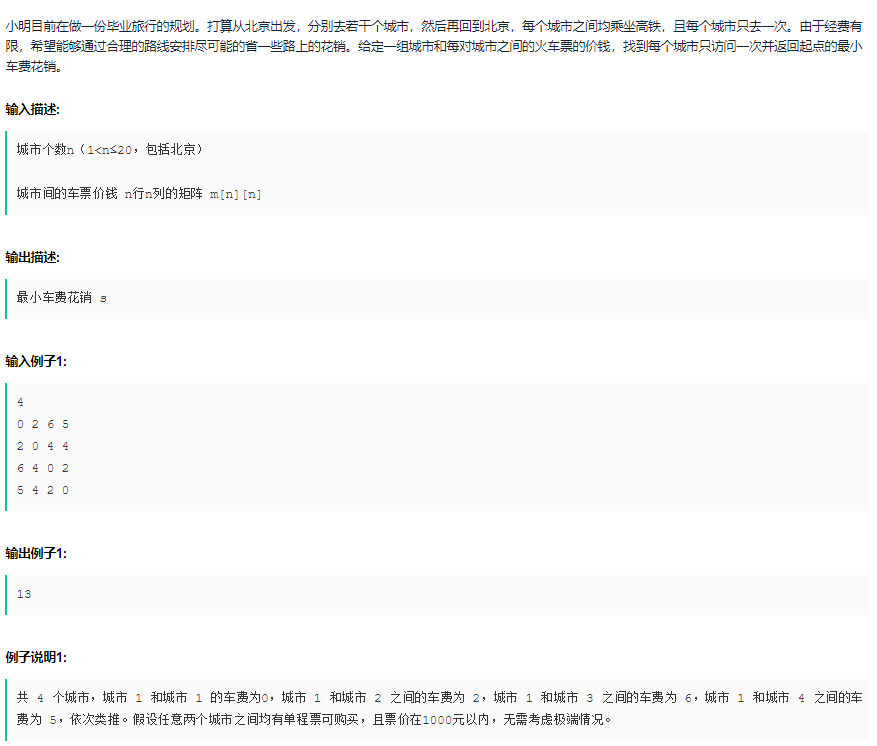 小明目前在做一份毕业旅行的规划。打算从北京出发，分别去若干个城市，然后再回到北京，每个城市之间均乘坐高铁，且每个城市只去一次。由于经费有
限，希望能够通过合理的路线安排尽可能的省一些路上的花销。给定一组城市和每对城市之间的火车票的价钱，找到每个城市只访问一次并返回起点的最小
车费花销。
输入描述:
城市个数n（1<n≤20，包括北京）
城市间的车票价钱 n行n列的矩阵 m[n][n]
输出描述:
最小车费花销 s
输入例子1:
4
0 2 6 5
2 0 4 4
6 4 0 2
5 4 2 0
输出例子1:
13
例子说明1:
共 4 个城市，城市 1 和城市 1 的车费为0，城市 1 和城市 2 之间的车费为 2，城市 1 和城市 3 之间的车费为 6，城市 1 和城市 4 之间的车
费为 5，依次类推。假设任意两个城市之间均有单程票可购买，且票价在1000元以内，无需考虑极端情况。